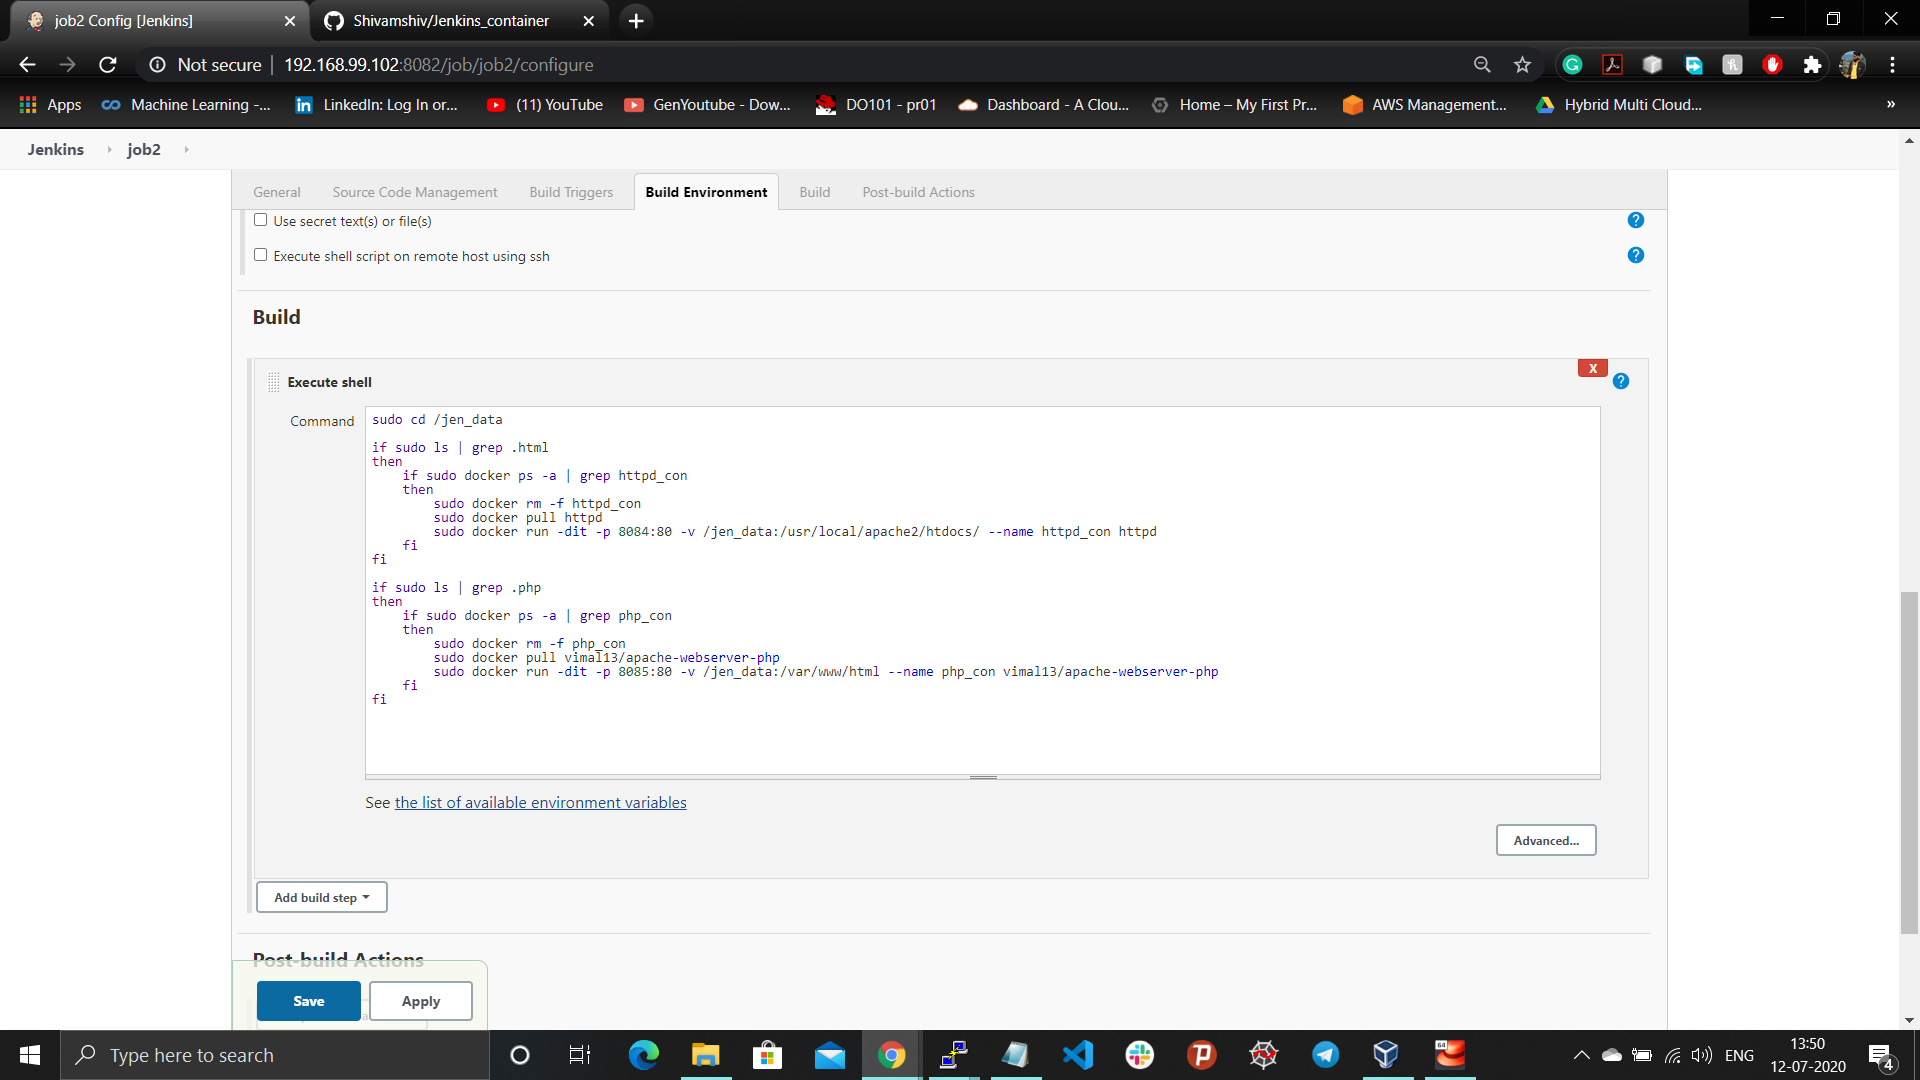 job2 Config [Jenkins]
Shivamshiv/Jenkins_container
Not secure
192.168.99.102:8082/job/job2/configure
Apps
Machine Learning -...
LinkedIn: Log In or...
(11) YouTube
GenYoutube - Dow...
DO101 - pr01
Dashboard - A Clou...
Home – My First Pr...
AWS Management...
Hybrid Multi Cloud...
»
Jenkins
job2
General
Source Code Management
Build Triggers
Build Environment
Build
Post-build Actions
Use secret text(s) or file(s)
?
Execute shell script on remote host using ssh
?
Build
Execute shell
X
?
Command
sudo cd /jen_data
if sudo ls | grep .html
then
if sudo docker ps -a | grep httpd_con
then
sudo docker rm -f httpd_con
sudo docker pull httpd
sudo docker run -dit -p 8084:80 -v /jen_data:/usr/local/apache2/htdocs/ --name httpd_con httpd
fi
fi
if sudo ls | grep .php
then
if sudo docker ps -a | grep php_con
then
sudo docker rm -f php_con
sudo docker pull vimal13/apache-webserver-php
sudo docker run -dit -p 8085:80 -v /jen_data:/var/www/html --name php_con vimal13/apache-webserver-php
fi
fi
See the list of available environment variables
Advanced...
Add build step
Post-build Actions
Save
Apply
Type here to search
64
ENG
13:50
12-07-2020
4